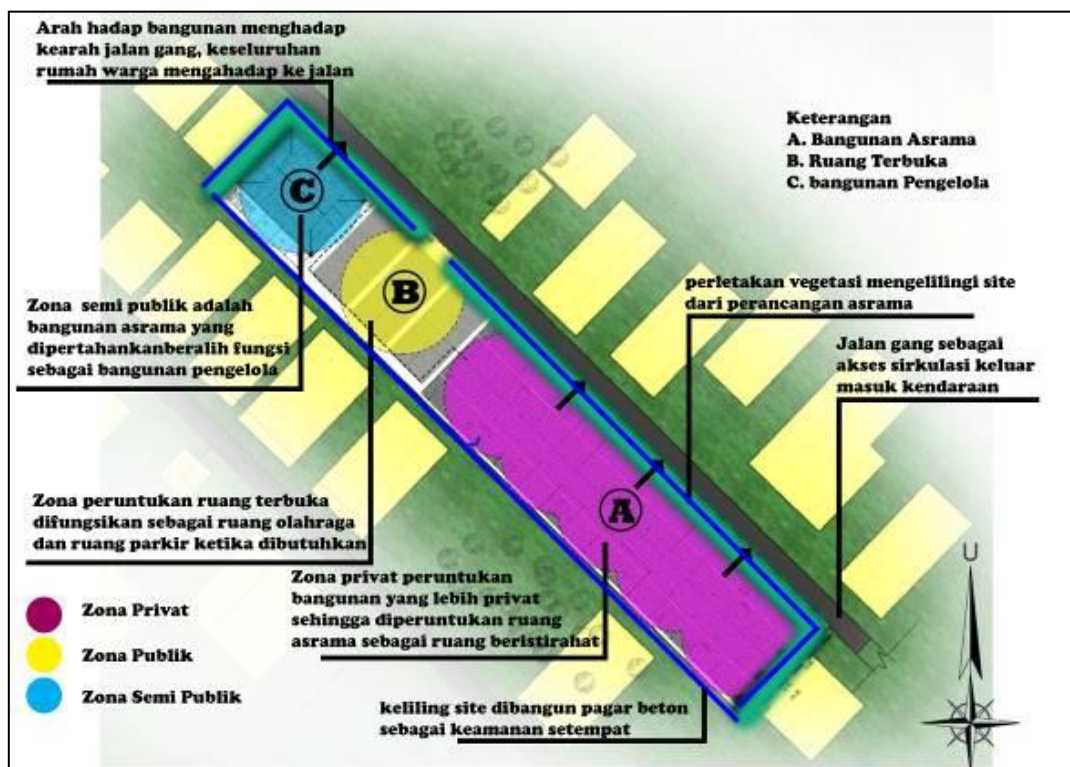 Arah hadap bangunan menghadap
kearah jalan gang, keseluruhan
rumah warga mengahadap ke jalan
Keterangan
A. Bangunan Asrama
B. Ruang Terbuka
C. bangunan Pengelola
C
B
A
perletakan vegetasi mengelilingi site
dari perancangan asrama
Zona semi publik adalah
bangunan asrama yang
dipertahankanberalih fungsi
sebagai bangunan pengelola
Jalan gang sebagai
akses sirkulasi keluar
masuk kendaraan
Zona peruntukan ruang terbuka
difungsikan sebagai ruang olahraga
dan ruang parkir ketika dibutuhkan
Zona privat peruntukan
bangunan yang lebih privat
sehingga diperuntukan ruang
asrama sebagai ruang beristirahat
U
Zona Privat
Zona Publik
Zona Semi Publik
keliling site dibangun pagar beton
sebagai keamanan setempat